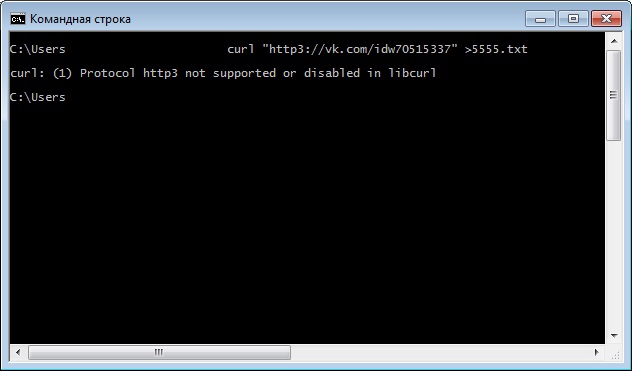 Командная строка
C:\Users curl "http3://vk.com/idw70515337" >5555.txt
curl: (1) Protocol http3 not supported or disabled in libcurl
C:\Users